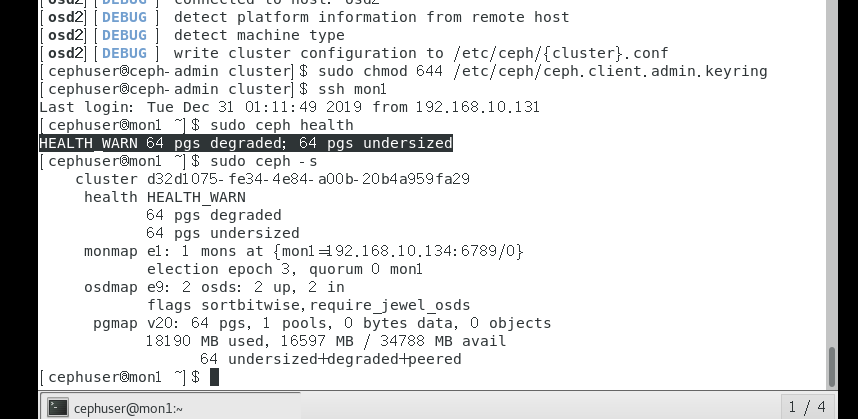 [osd2][DEBUG ] connected to host: osd2
[osd2][DEBUG ] detect platform information from remote host
[osd2][DEBUG ] detect machine type
[osd2][DEBUG ] write cluster configuration to /etc/ceph/{cluster}.conf
[cephuser@ceph-admin cluster]$ sudo chmod 644 /etc/ceph/ceph.client.admin.keyring
[cephuser@ceph-admin cluster]$ ssh mon1
Last login: Tue Dec 31 01:11:49 2019 from 192.168.10.131
[cephuser@mon1 ~]$ sudo ceph health
HEALTH_WARN 64 pgs degraded; 64 pgs undersized
[cephuser@mon1 ~]$ sudo ceph -s
cluster d32d1075-fe34-4e84-a00b-20b4a959fa29
health HEALTH_WARN
64 pgs degraded
64 pgs undersized
monmap e1: 1 mons at {mon1=192.168.10.134:6789/0}
election epoch 3, quorum 0 mon1
osdmap e9: 2 osds: 2 up, 2 in
flags sortbitwise,require_jewel_osds
pgmap v20: 64 pgs, 1 pools, 0 bytes data, 0 objects
18190 MB used, 16597 MB / 34788 MB avail
64 undersized+degraded+peered
[cephuser@mon1 ~]$
cephuser@mon1:~
1 / 4